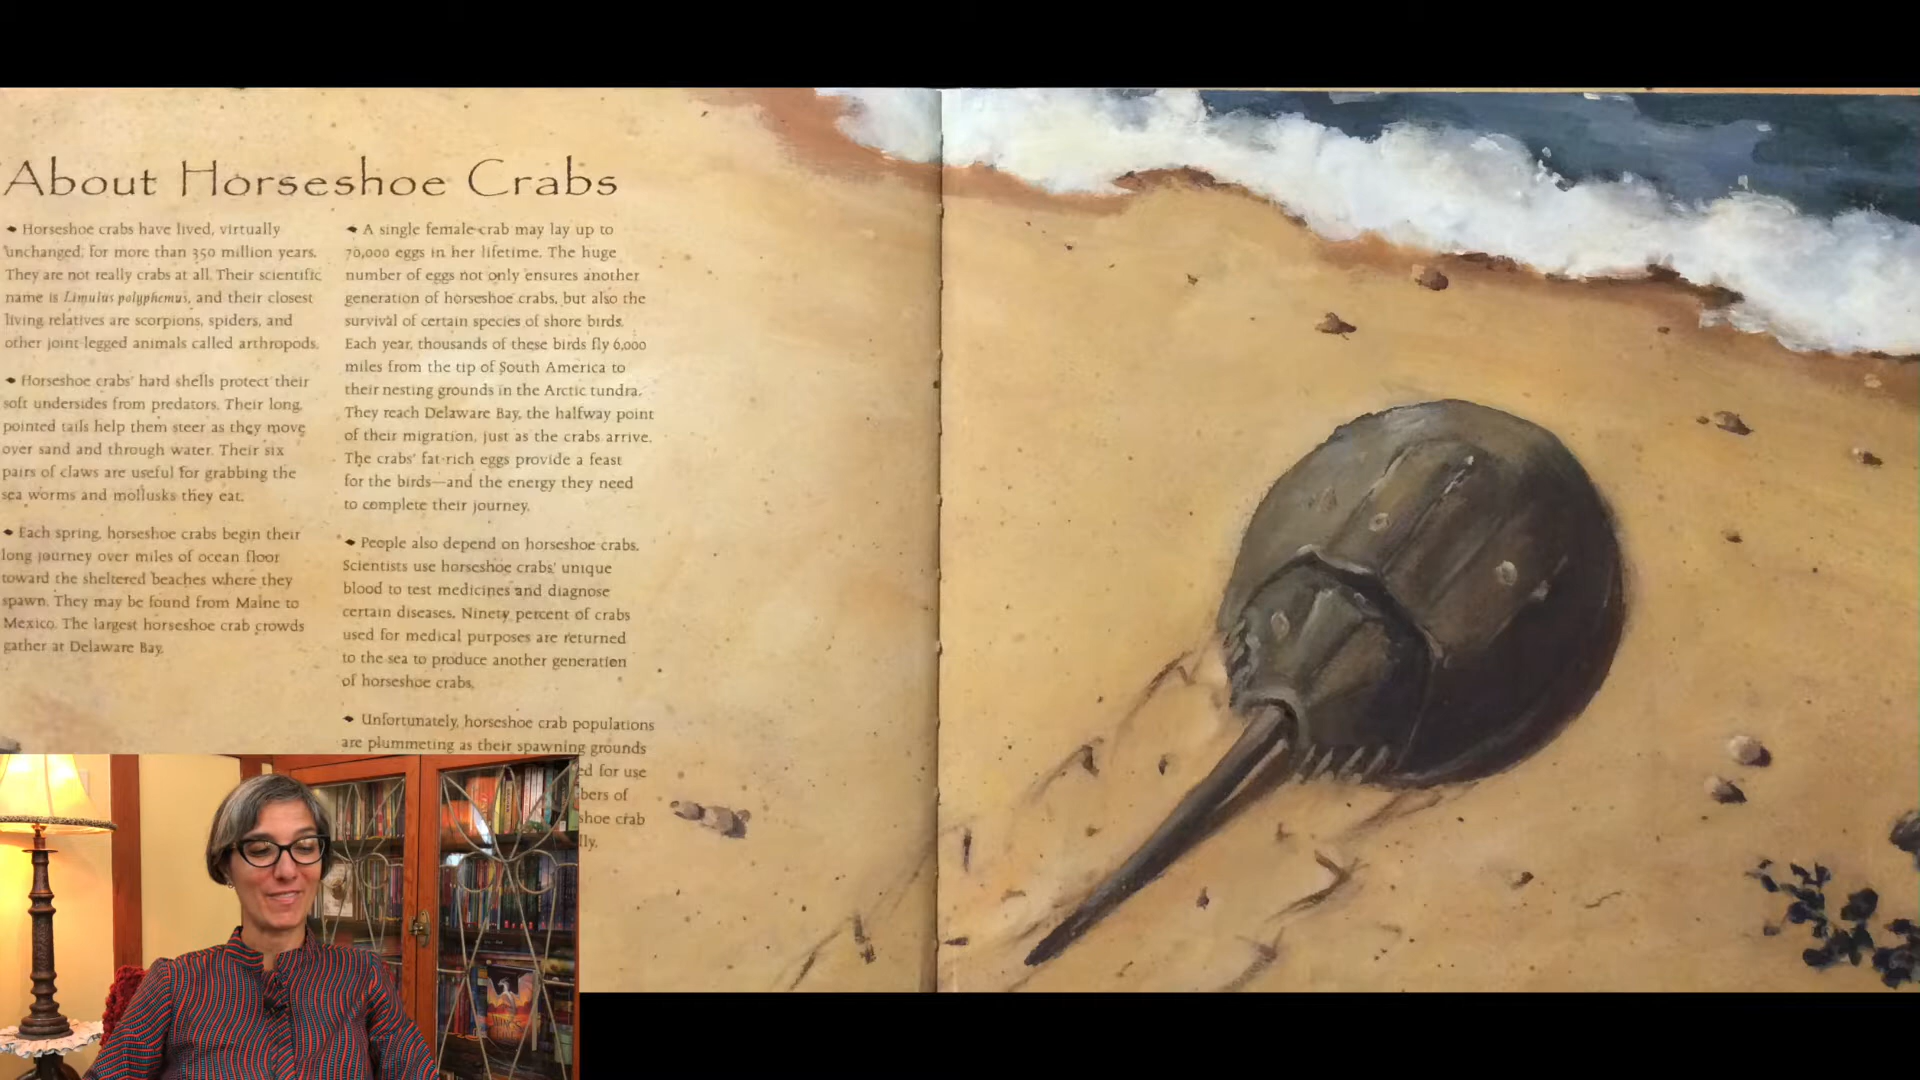 About Horseshoe Crabs
Horseshoe crabs have lived, virtually
unchanged, for more than 350 million years.
They are not really crabs at all. Their scientific
name is Limulus polyphemus, and their closest
living relatives are scorpions, spiders, and
other joint-legged animals called arthropods.
Horseshoe crabs' hard shells protect their
soft undersides from predators. Their long,
pointed tails help them steer as they move
over sand and through water. Their six
pairs of claws are useful for grabbing the
sea worms and mollusks they eat.
Each spring, horseshoe crabs begin their
long journey over miles of ocean floor
toward the sheltered beaches where they
spawn. They may be found from Maine to
Mexico. The largest horseshoe crab crowds
gather at Delaware Bay.
A single female crab may lay up to
70,000 eggs in her lifetime. The huge
number of eggs not only ensures another
generation of horseshoe crabs, but also the
survival of certain species of shore birds.
Each year, thousands of these birds fly 6,000
miles from the tip of South America to
their nesting grounds in the Arctic tundra.
They reach Delaware Bay, the halfway point
of their migration, just as the crabs arrive.
The crabs' fat-rich eggs provide a feast
for the birds—and the energy they need
to complete their journey.
People also depend on horseshoe crabs.
Scientists use horseshoe crabs' unique
blood to test medicines and diagnose
certain diseases. Ninety percent of crabs
used for medical purposes are returned
to the sea to produce another generation
of horseshoe crabs.
Unfortunately, horseshoe crab populations
are plummeting as their spawning grounds
ed for use
bers of
shoe crab
lly.
WINGS